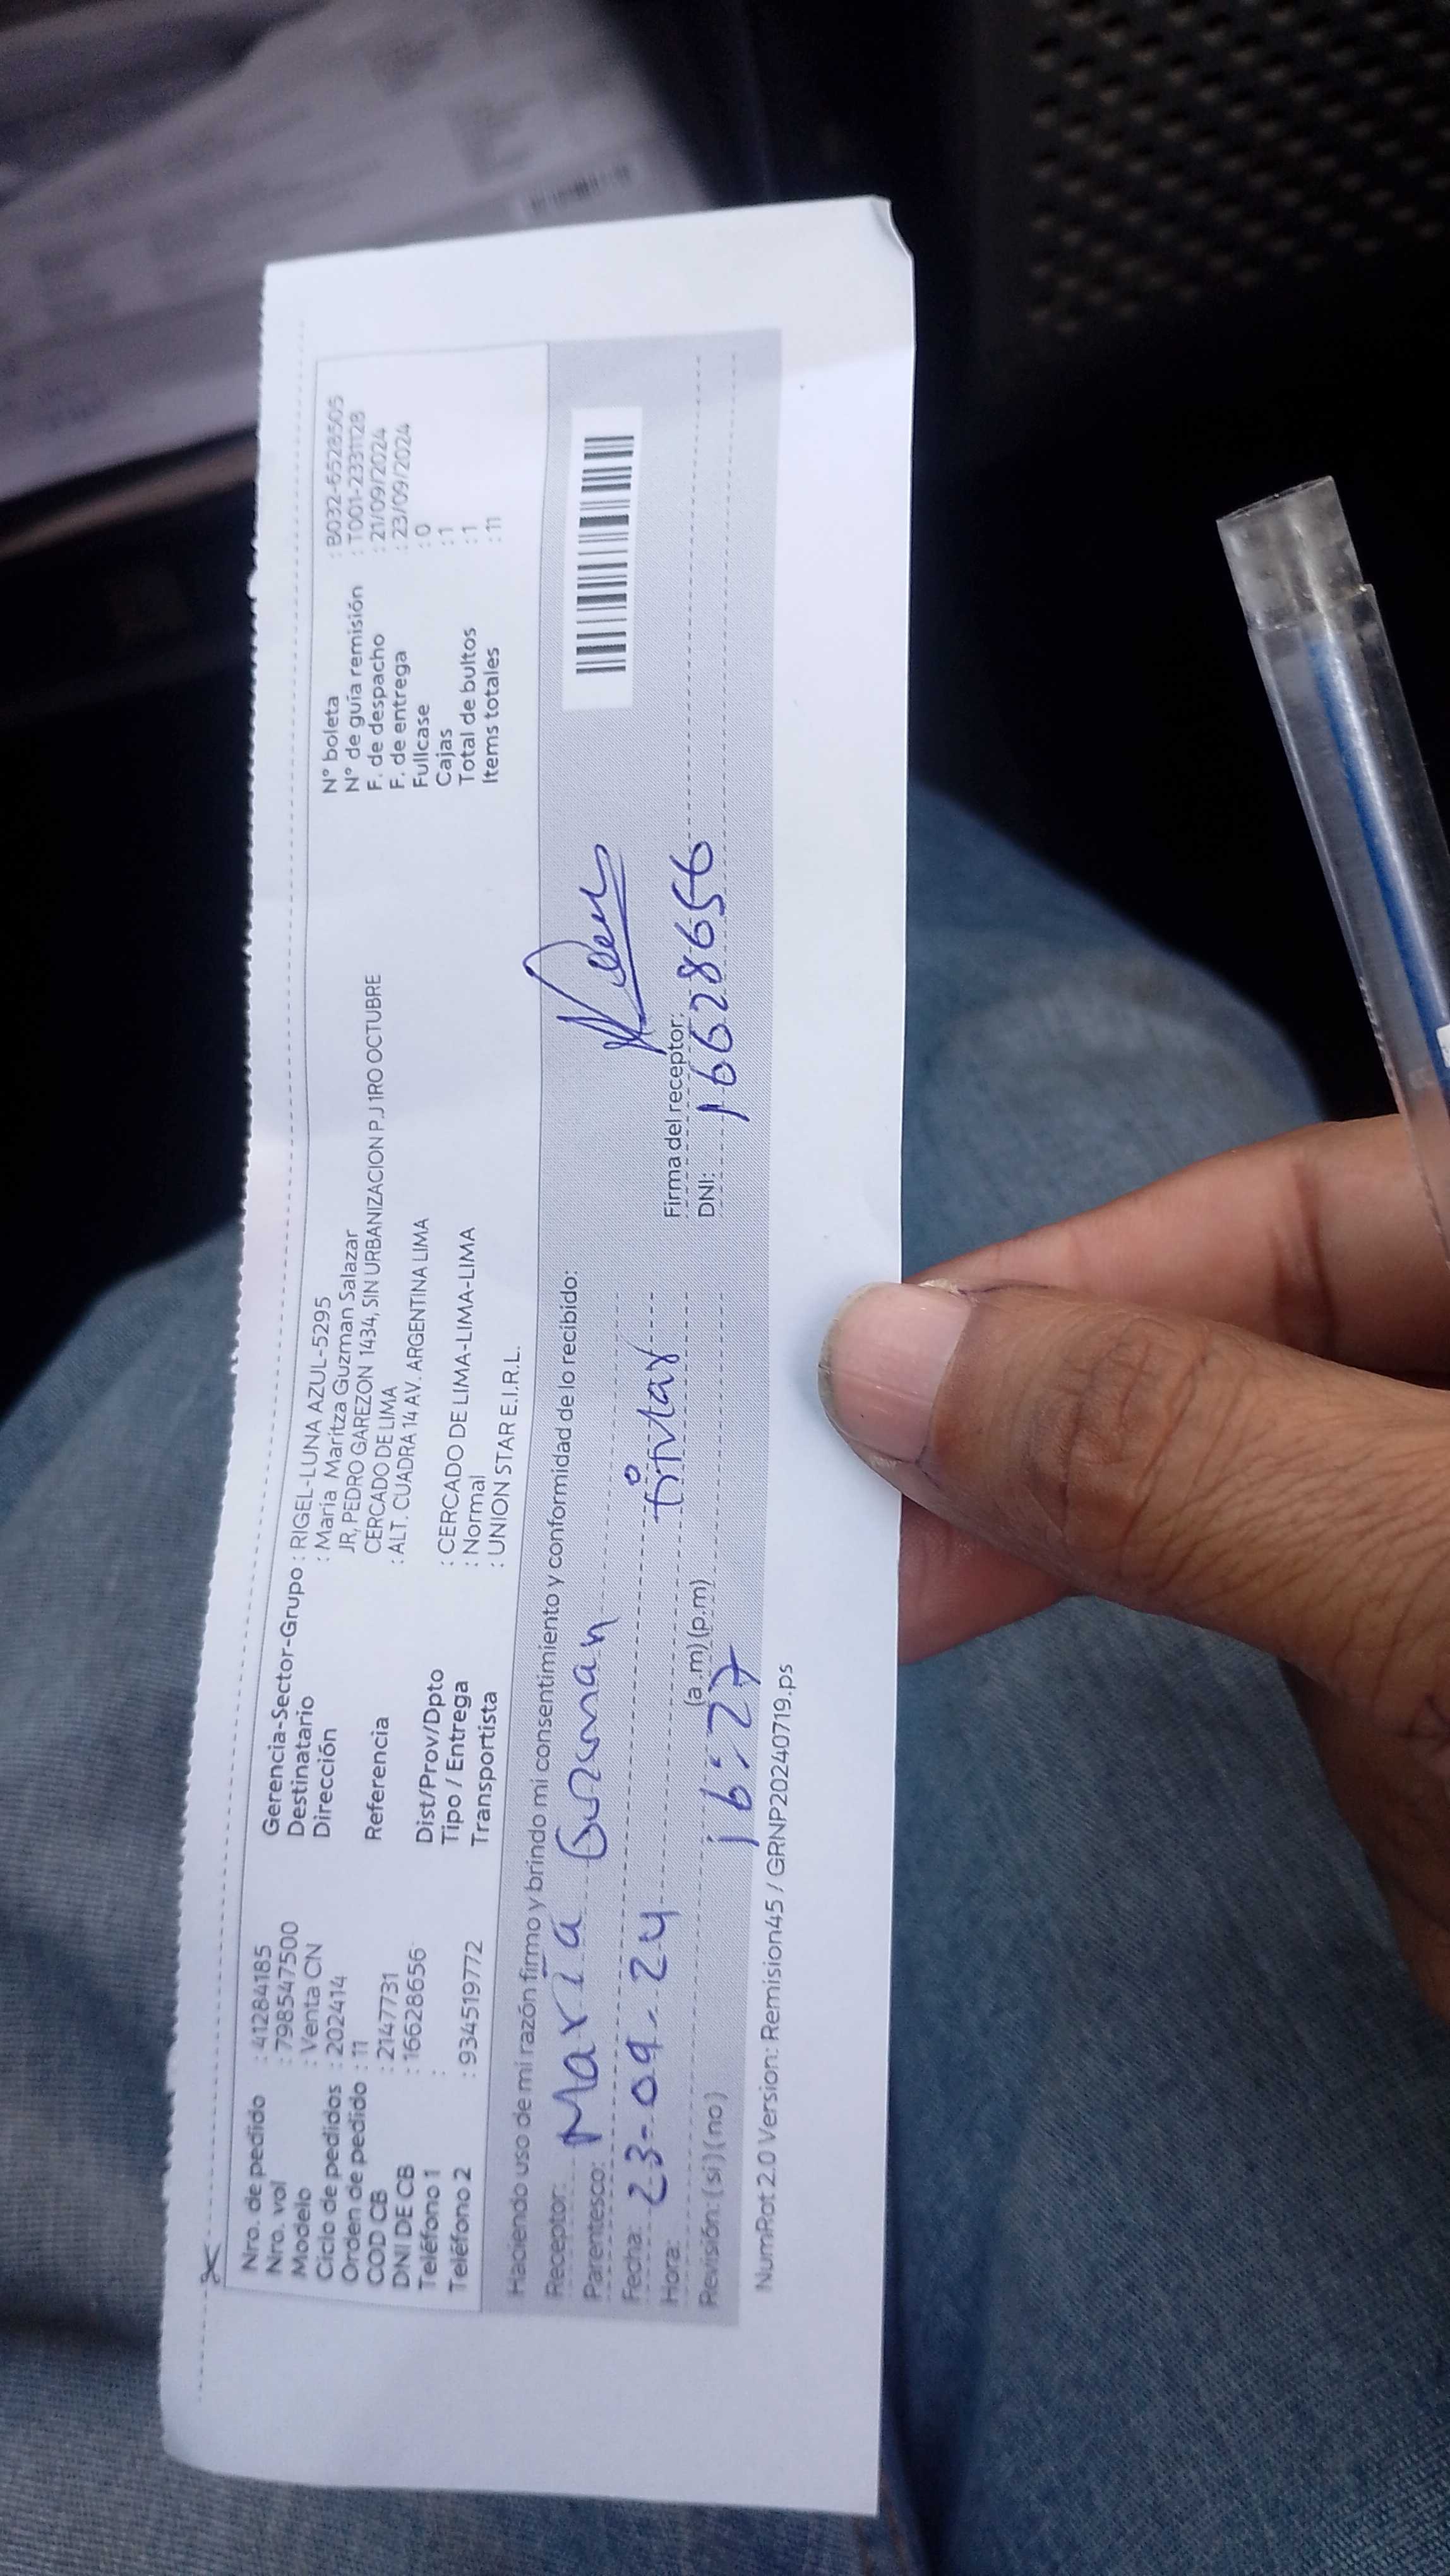 Nro. de pedido : 41284185
Nro. vol : 798547500
Modelo : Venta CN
Ciclo de pedidos : 202414
Orden de pedido : 11
COD CB : 2147731
DNI DE CB : 16628656
Teléfono 1 :
Teléfono 2 : 934519772
Gerencia-Sector-Grupo : RIGEL-LUNA AZUL-5295
Destinatario : Maria Maritza Guzman Salazar
Dirección JR, PEDRO GAREZON 1434, SIN URBANIZACION P.J 1RO OCTUBRE
CERCADO DE LIMA
Referencia : ALT. CUADRA 14 AV. ARGENTINA LIMA
Dist/Prov/Dpto : CERCADO DE LIMA-LIMA-LIMA
Tipo / Entrega : Normal
Transportista : UNION STAR E.I.R.L.
N° boleta : B032-6528505
N° de guía remisión : T001-2331128
F. de despacho : 21/09/2024
F. de entrega : 23/09/2024
Fullcase : 0
Cajas : 1
Total de bultos : 1
Items totales : 11
Haciendo uso de mi razón firmo y brindo mi consentimiento y conformidad de lo recibido:
Receptor: Maria Guzman
Parentesco: titular
Fecha: 23-09-24
Hora: 16:27 (a.m) (p.m)
Revisión: (si) (no)
Firma del receptor:
DNI: 16628656
NumRot 2.0 Version: Remision45 / GRNP20240719.ps